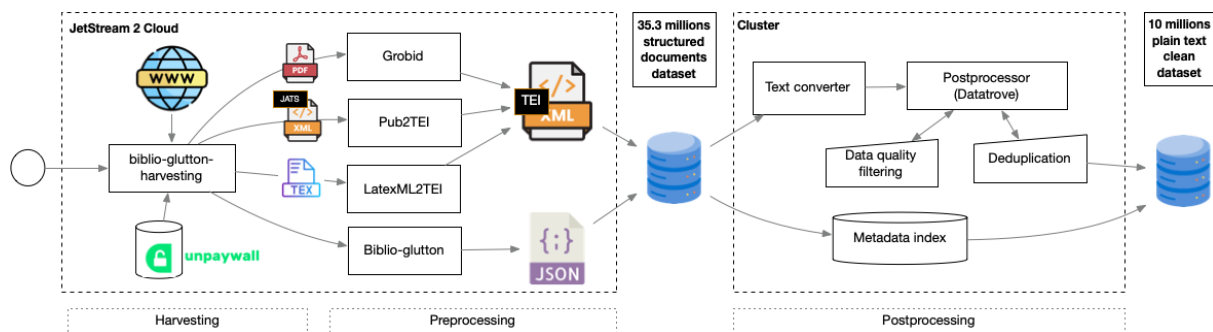 JetStream 2 Cloud
WWW
PDF
Grobid
JATS
</>
XML
Pub2TEI
biblio-glutton-
harvesting
TEX
LatexML2TEI
unpaywall
Biblio-glutton
</>
TEI
XML
{;}
JSON
35.3 millions
structured
documents
dataset
Cluster
Text converter
Postprocessor
(Datatrove)
Data quality
filtering
Deduplication
Metadata index
10 millions
plain text
clean
dataset
Harvesting
Preprocessing
Postprocessing